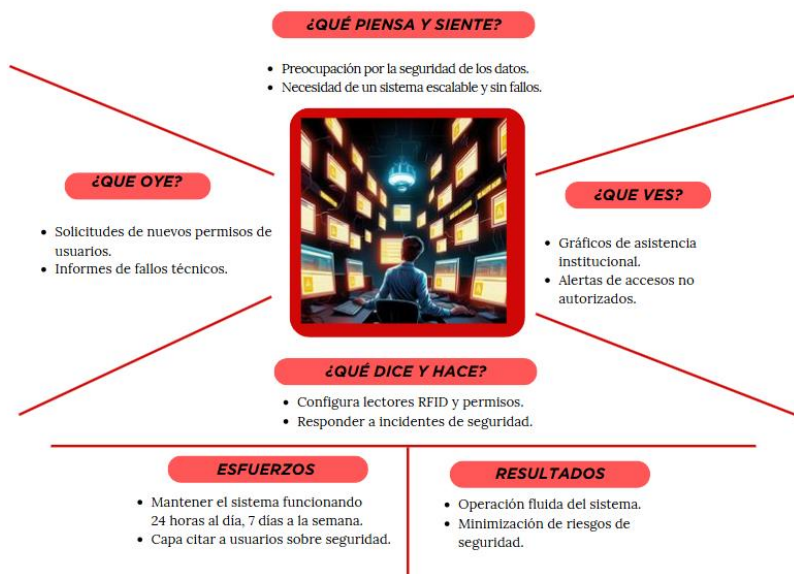 ¿QUÉ PIENSA Y SIENTE?
• Preocupación por la seguridad de los datos.
• Necesidad de un sistema escalable y sin fallos.
¿QUE OYE?
• Solicitudes de nuevos permisos de
usuarios.
• Informes de fallos técnicos.
¿QUE VES?
• Gráficos de asistencia
institucional.
• Alertas de accesos no
autorizados.
¿QUÉ DICE Y HACE?
• Configura lectores RFID y permisos.
• Responder a incidentes de seguridad.
ESFUERZOS
• Mantener el sistema funcionando
24 horas al día, 7 días a la semana.
• Capa citar a usuarios sobre seguridad.
RESULTADOS
• Operación fluida del sistema.
• Minimización de riesgos de
seguridad.